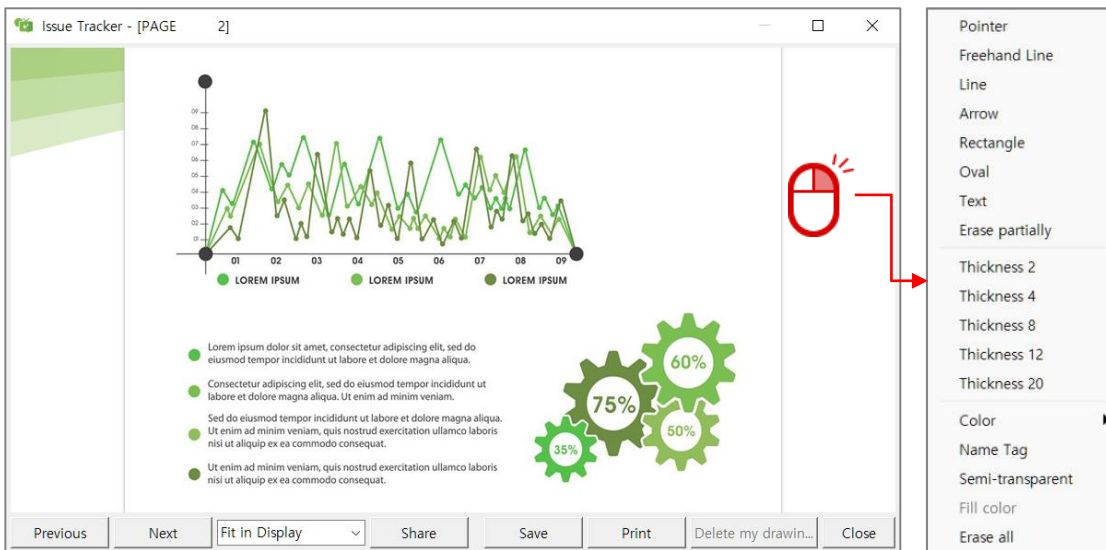 Issue Tracker - [PAGE 2]
09
08
07
06
05
04
03
02
01
01 02 03 04 05 06 07 08 09
LOREM IPSUM LOREM IPSUM LOREM IPSUM
Lorem ipsum dolor sit amet, consectetur adipiscing elit, sed do
eiusmod tempor incididunt ut labore et dolore magna aliqua.
Consectetur adipiscing elit, sed do eiusmod tempor incididunt ut
labore et dolore magna aliqua. Ut enim ad minim veniam.
Sed do eiusmod tempor incididunt ut labore et dolore magna aliqua.
Ut enim ad minim veniam, quis nostrud exercitation ullamco laboris
nisi ut aliquip ex ea commodo consequat.
Ut enim ad minim veniam, quis nostrud exercitation ullamco laboris
nisi ut aliquip ex ea commodo consequat.
60%
75%
50%
35%
Previous Next Fit in Display Share Save Print Delete my drawin... Close
Pointer
Freehand Line
Line
Arrow
Rectangle
Oval
Text
Erase partially
Thickness 2
Thickness 4
Thickness 8
Thickness 12
Thickness 20
Color
Name Tag
Semi-transparent
Fill color
Erase all